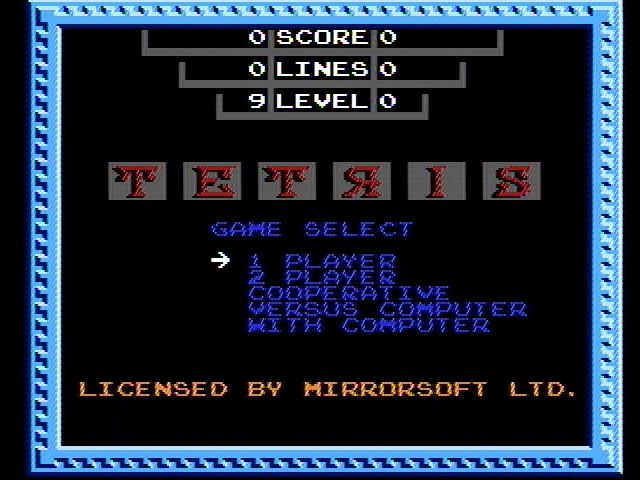 0 SCORE 0
0 LINES 0
9 LEVEL 0
TETЯIS
GAME SELECT
→ 1 PLAYER
2 PLAYER
COOPERATIVE
VERSUS COMPUTER
WITH COMPUTER
LICENSED BY MIRRORSOFT LTD.